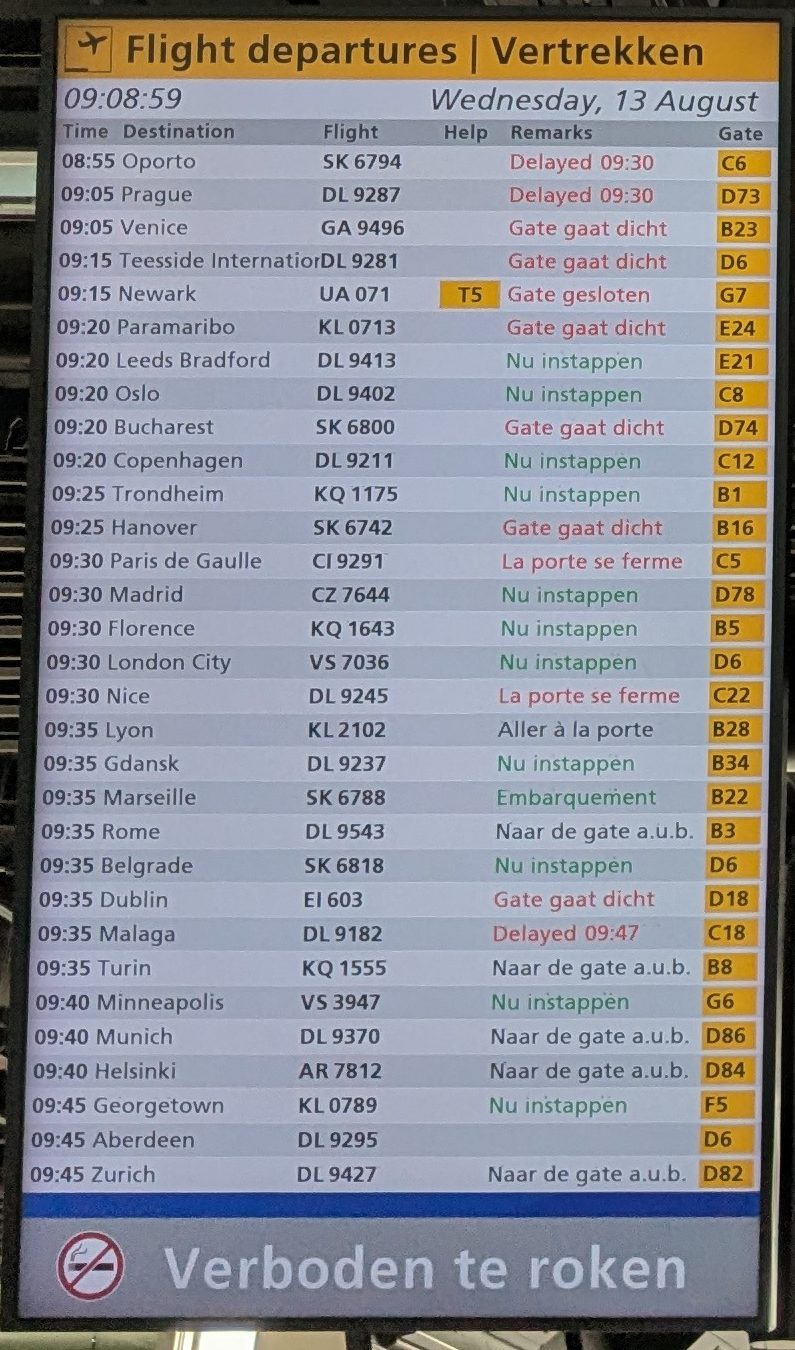 Flight departures | Vertrekken
09:08:59 Wednesday, 13 August
Time Destination Flight Help Remarks Gate
08:55 Oporto SK 6794 Delayed 09:30 C6
09:05 Prague DL 9287 Delayed 09:30 D73
09:05 Venice GA 9496 Gate gaat dicht B23
09:15 Teesside Internation DL 9281 Gate gaat dicht D6
09:15 Newark UA 071 T5 Gate gesloten G7
09:20 Paramaribo KL 0713 Gate gaat dicht E24
09:20 Leeds Bradford DL 9413 Nu instappen E21
09:20 Oslo DL 9402 Nu instappen C8
09:20 Bucharest SK 6800 Gate gaat dicht D74
09:20 Copenhagen DL 9211 Nu instappen C12
09:25 Trondheim KQ 1175 Nu instappen B1
09:25 Hanover SK 6742 Gate gaat dicht B16
09:30 Paris de Gaulle CI 9291 La porte se ferme C5
09:30 Madrid CZ 7644 Nu instappen D78
09:30 Florence KQ 1643 Nu instappen B5
09:30 London City VS 7036 Nu instappen D6
09:30 Nice DL 9245 La porte se ferme C22
09:35 Lyon KL 2102 Aller à la porte B28
09:35 Gdansk DL 9237 Nu instappen B34
09:35 Marseille SK 6788 Embarquement B22
09:35 Rome DL 9543 Naar de gate a.u.b. B3
09:35 Belgrade SK 6818 Nu instappen D6
09:35 Dublin EI 603 Gate gaat dicht D18
09:35 Malaga DL 9182 Delayed 09:47 C18
09:35 Turin KQ 1555 Naar de gate a.u.b. B8
09:40 Minneapolis VS 3947 Nu instappen G6
09:40 Munich DL 9370 Naar de gate a.u.b. D86
09:40 Helsinki AR 7812 Naar de gate a.u.b. D84
09:45 Georgetown KL 0789 Nu instappen F5
09:45 Aberdeen DL 9295 D6
09:45 Zurich DL 9427 Naar de gate a.u.b. D82
Verboden te roken